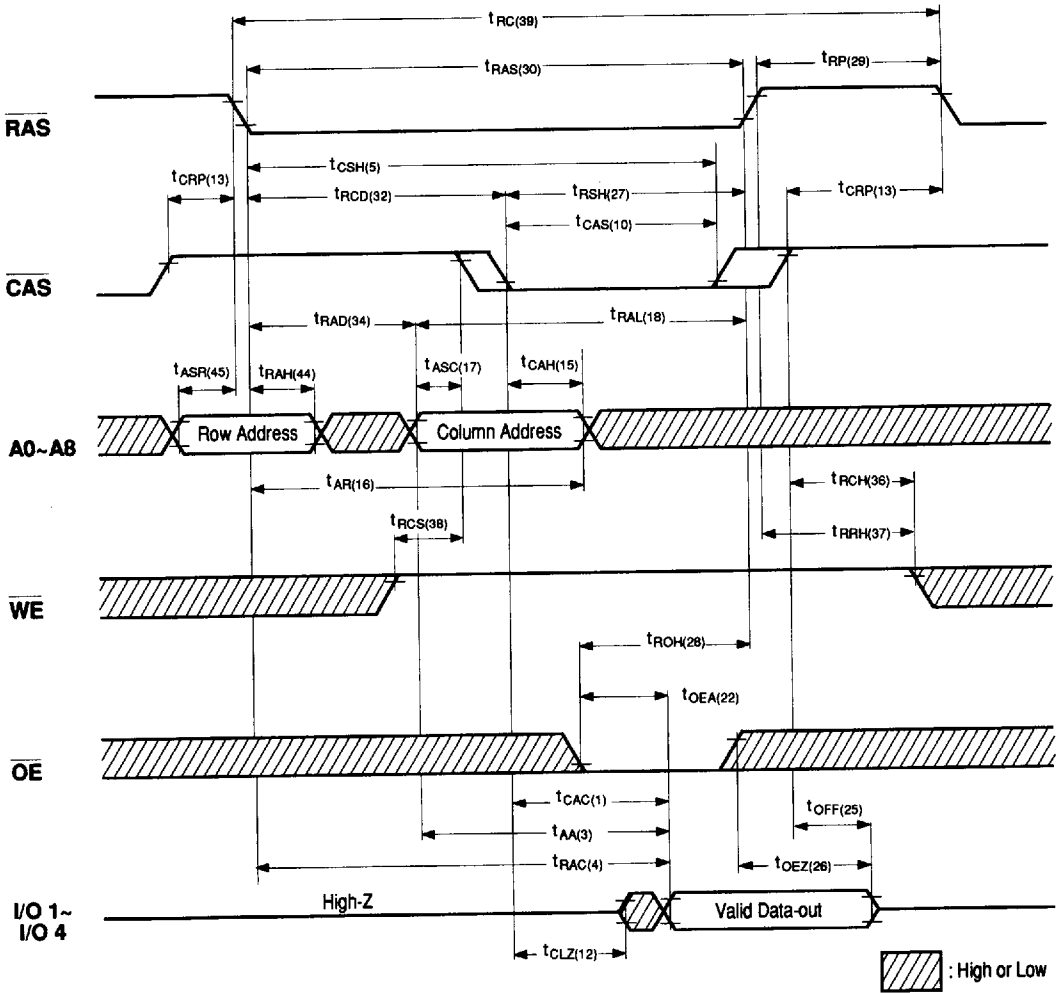 tRC(39)
tRAS(30)
tRP(29)
RAS
tCSH(5)
tCRP(13)
tRCD(32)
tRSH(27)
tCRP(13)
tCAS(10)
CAS
tRAD(34)
tRAL(18)
tASR(45)
tRAH(44)
tASC(17)
tCAH(15)
A0~A8
Row Address
Column Address
tAR(16)
tRCH(36)
tRCS(38)
tRRH(37)
WE
tROH(28)
tOEA(22)
OE
tCAC(1)
tOFF(25)
tAA(3)
tRAC(4)
tOEZ(26)
High-Z
I/O 1~
I/O 4
Valid Data-out
tCLZ(12)
: High or Low